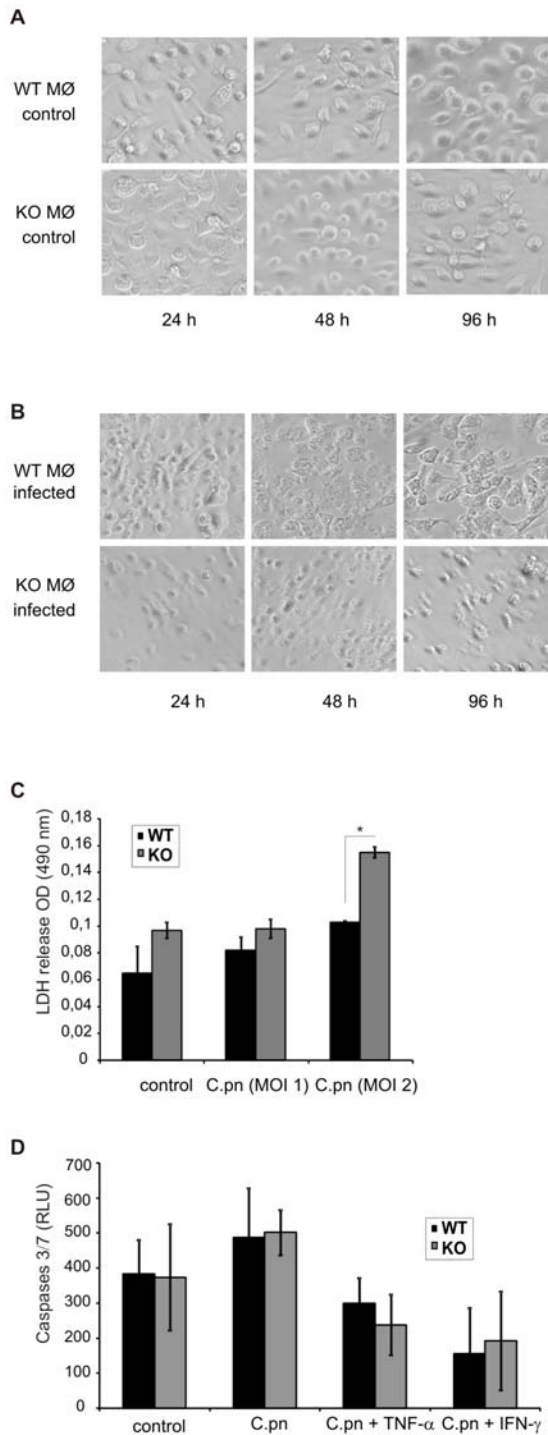 A
WT MØ
control
KO MØ
control
24 h 48 h 96 h
B
WT MØ
infected
KO MØ
infected
24 h 48 h 96 h
C
LDH release OD (490 nm)
0,18
0,16
0,14
0,12
0,1
0,08
0,06
0,04
0,02
0
WT
KO
*
control C.pn (MOI 1) C.pn (MOI 2)
D
Caspases 3/7 (RLU)
700
600
500
400
300
200
100
0
WT
KO
control C.pn C.pn + TNF-α C.pn + IFN-γ